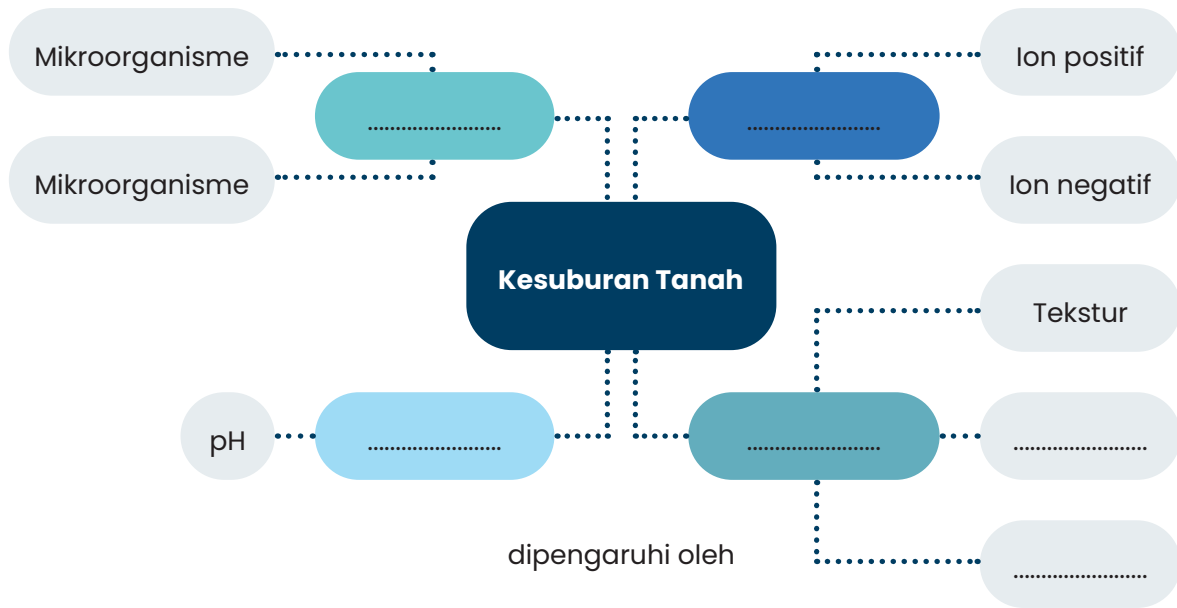 Mikroorganisme
Ion positif
........................
........................
Mikroorganisme
Ion negatif
Kesuburan Tanah
Tekstur
pH
........................
........................
........................
dipengaruhi oleh
........................